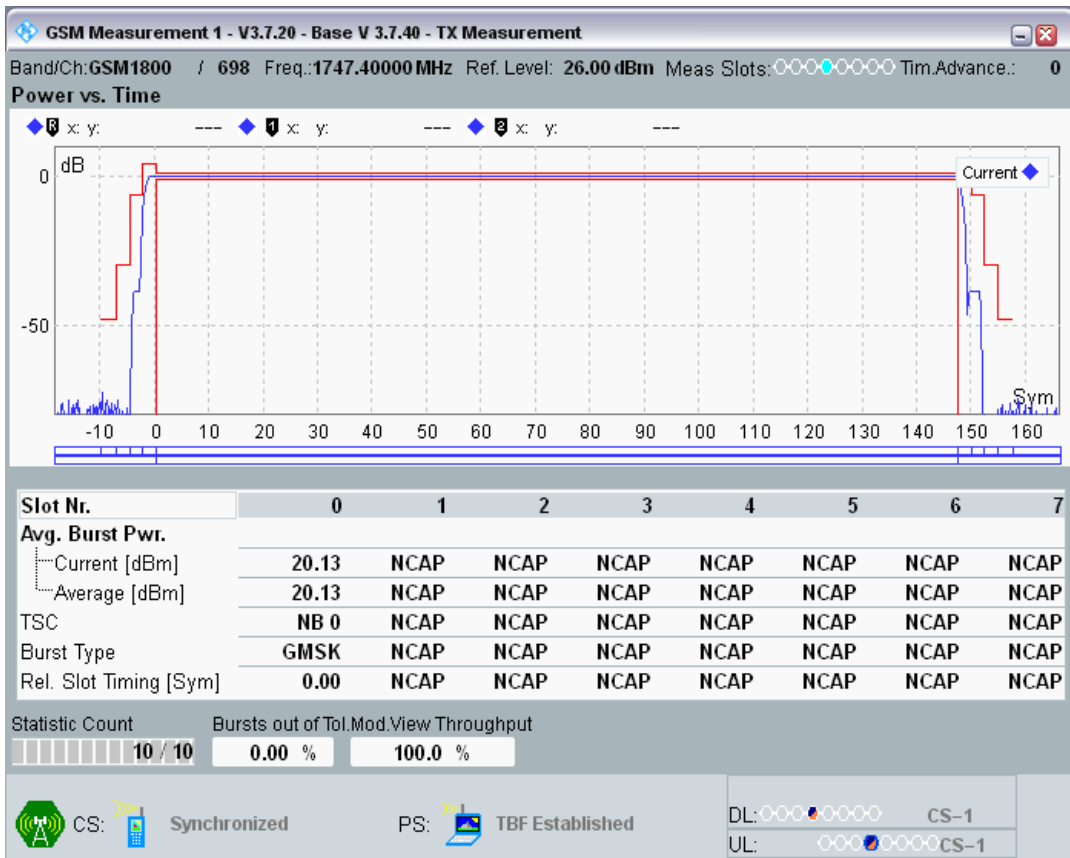 GSM Measurement 1 - V3.7.20 - Base V 3.7.40 - TX Measurement
Band/Ch:GSM1800 / 698 Freq.:1747.40000 MHz Ref. Level: 26.00 dBm Meas Slots: Tim.Advance.: 0
Power vs. Time
R x: y: --- 1 x: y: --- 2 x: y: ---
dB
Current
0
-50
Sym
-10 0 10 20 30 40 50 60 70 80 90 100 110 120 130 140 150 160
Slot Nr. 0 1 2 3 4 5 6 7
Avg. Burst Pwr.
Current [dBm] 20.13 NCAP NCAP NCAP NCAP NCAP NCAP NCAP
Average [dBm] 20.13 NCAP NCAP NCAP NCAP NCAP NCAP NCAP
TSC NB 0 NCAP NCAP NCAP NCAP NCAP NCAP NCAP
Burst Type GMSK NCAP NCAP NCAP NCAP NCAP NCAP NCAP
Rel. Slot Timing [Sym] 0.00 NCAP NCAP NCAP NCAP NCAP NCAP NCAP
Statistic Count Bursts out of Tol.Mod.View Throughput
10 / 10 0.00 % 100.0 %
CS: Synchronized PS: TBF Established
DL: CS-1
UL: CS-1